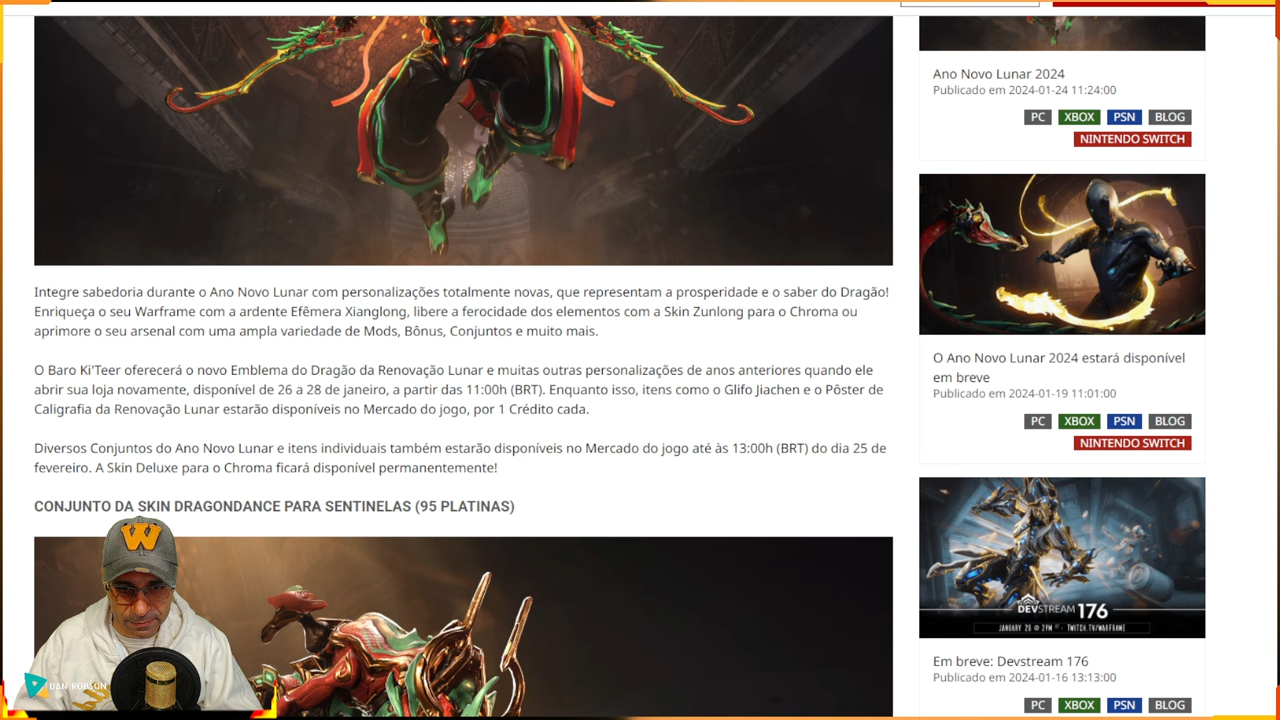 Integre sabedoria durante o Ano Novo Lunar com personalizações totalmente novas, que representam a prosperidade e o saber do Dragão!
Enriqueça o seu Warframe com a ardente Efêmera Xianglong, libere a ferocidade dos elementos com a Skin Zunlong para o Chroma ou
aprimore o seu arsenal com uma ampla variedade de Mods, Bônus, Conjuntos e muito mais.
O Baro Ki'Teer oferecerá o novo Emblema do Dragão da Renovação Lunar e muitas outras personalizações de anos anteriores quando ele
abrir sua loja novamente, disponível de 26 a 28 de janeiro, a partir das 11:00h (BRT). Enquanto isso, itens como o Glifo Jiachen e o Pôster de
Caligrafia da Renovação Lunar estarão disponíveis no Mercado do jogo, por 1 Crédito cada.
Diversos Conjuntos do Ano Novo Lunar e itens individuais também estarão disponíveis no Mercado do jogo até às 13:00h (BRT) do dia 25 de
fevereiro. A Skin Deluxe para o Chroma ficará disponível permanentemente!
CONJUNTO DA SKIN DRAGONDANCE PARA SENTINELAS (95 PLATINAS)
W
DAN ROBSON
Ano Novo Lunar 2024
Publicado em 2024-01-24 11:24:00
PC XBOX PSN BLOG
NINTENDO SWITCH
O Ano Novo Lunar 2024 estará disponível
em breve
Publicado em 2024-01-19 11:01:00
PC XBOX PSN BLOG
NINTENDO SWITCH
DEVSTREAM 176
JANUARY 26 @ 2PM ET - TWITCH.TV/WARFRAME
Em breve: Devstream 176
Publicado em 2024-01-16 13:13:00
PC XBOX PSN BLOG